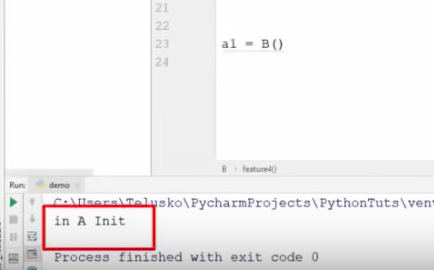 21
22
23 a1 = B()
24
B > feature4()
Run: demo ×
C:\Users\Telusko\PycharmProjects\PythonTuts\venv
in A Init
Process finished with exit code 0